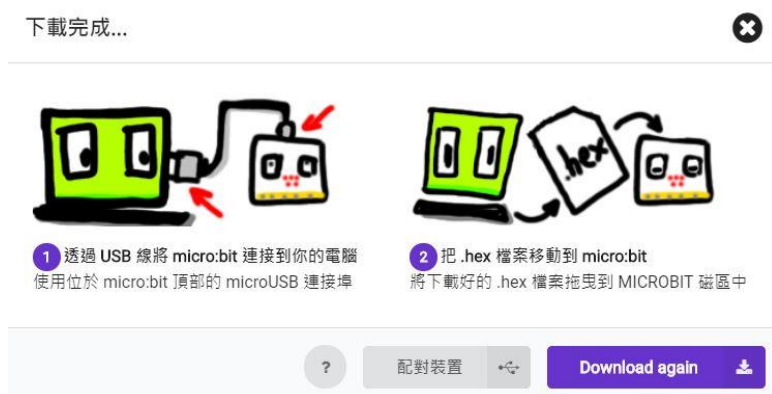 下載完成...
.hex
1 透過 USB 線將 micro:bit 連接到你的電腦
使用位於 micro:bit 頂部的 microUSB 連接埠
2 把 .hex 檔案移動到 micro:bit
將下載好的 .hex 檔案拖曳到 MICROBIT 磁區中
?
配對裝置
Download again